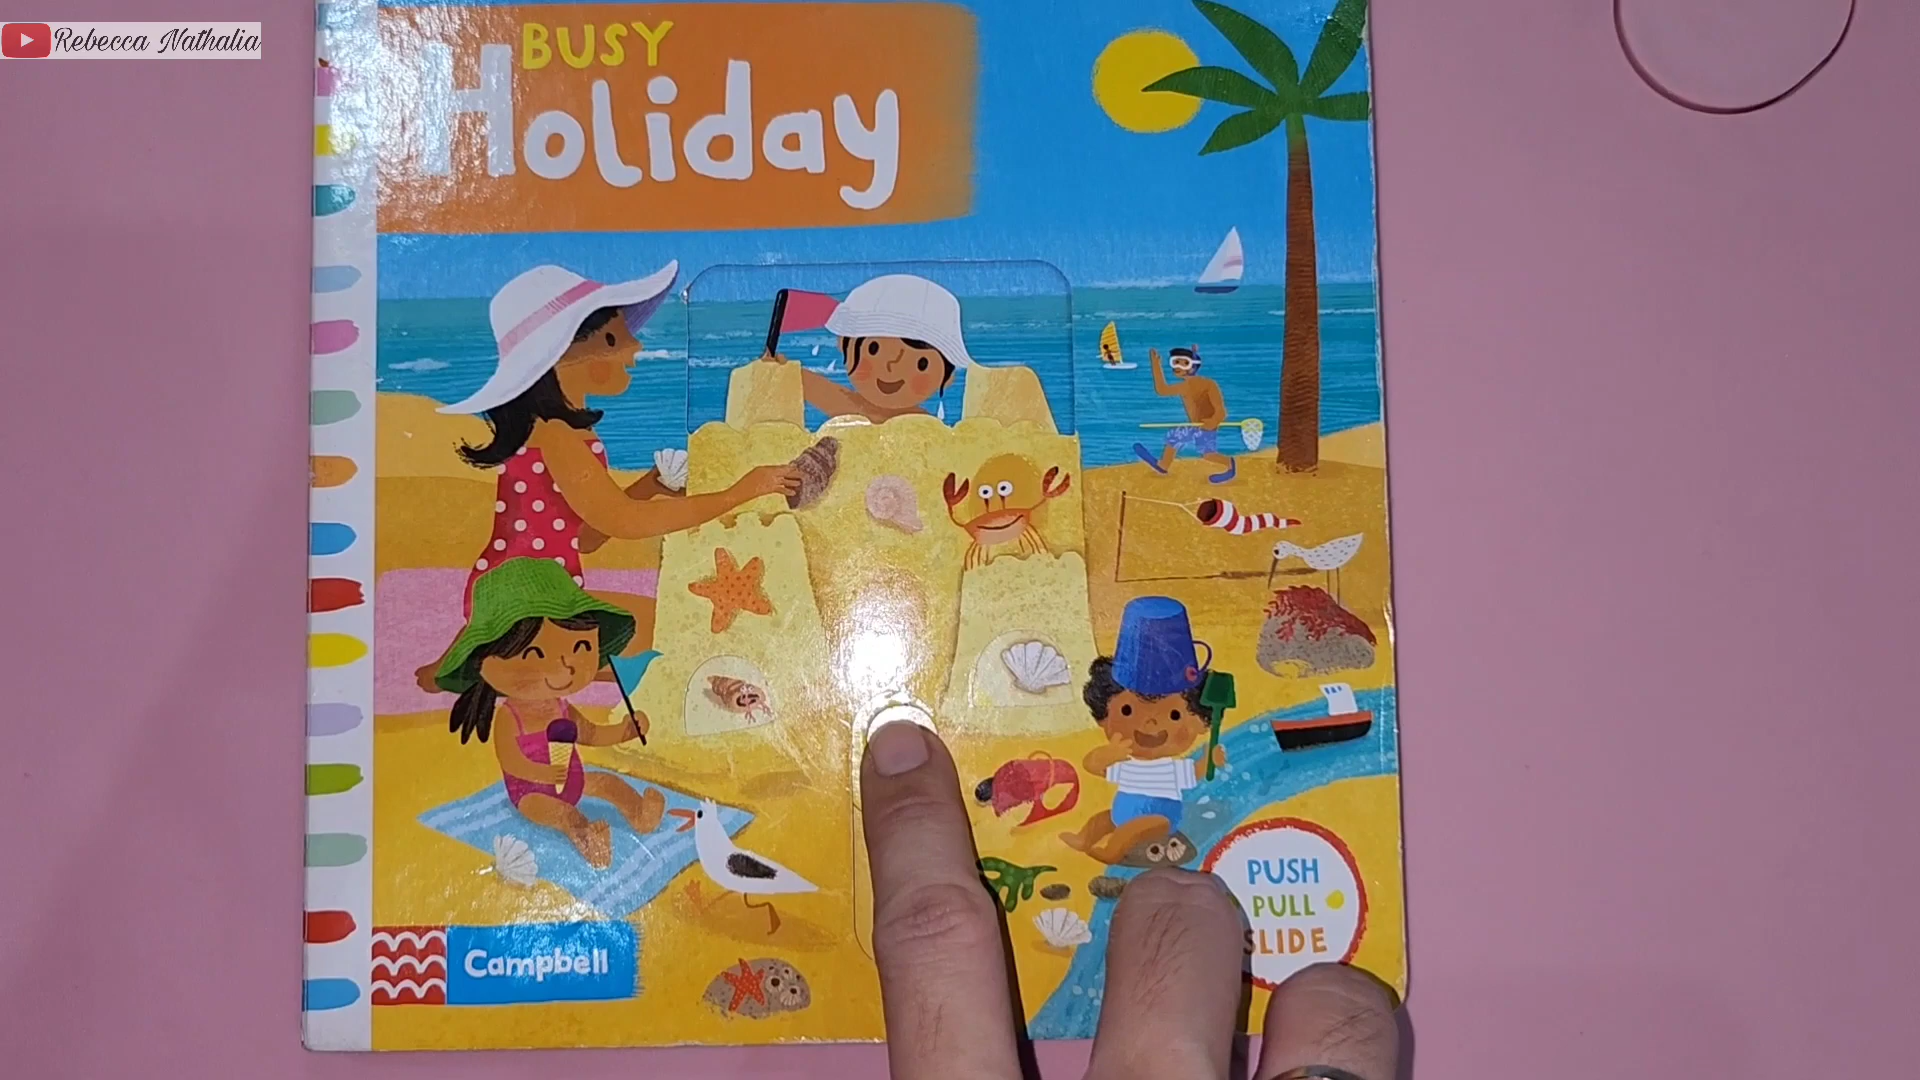 Rebecca Nathalia
BUSY
Holiday
PUSH
PULL
SLIDE
Campbell